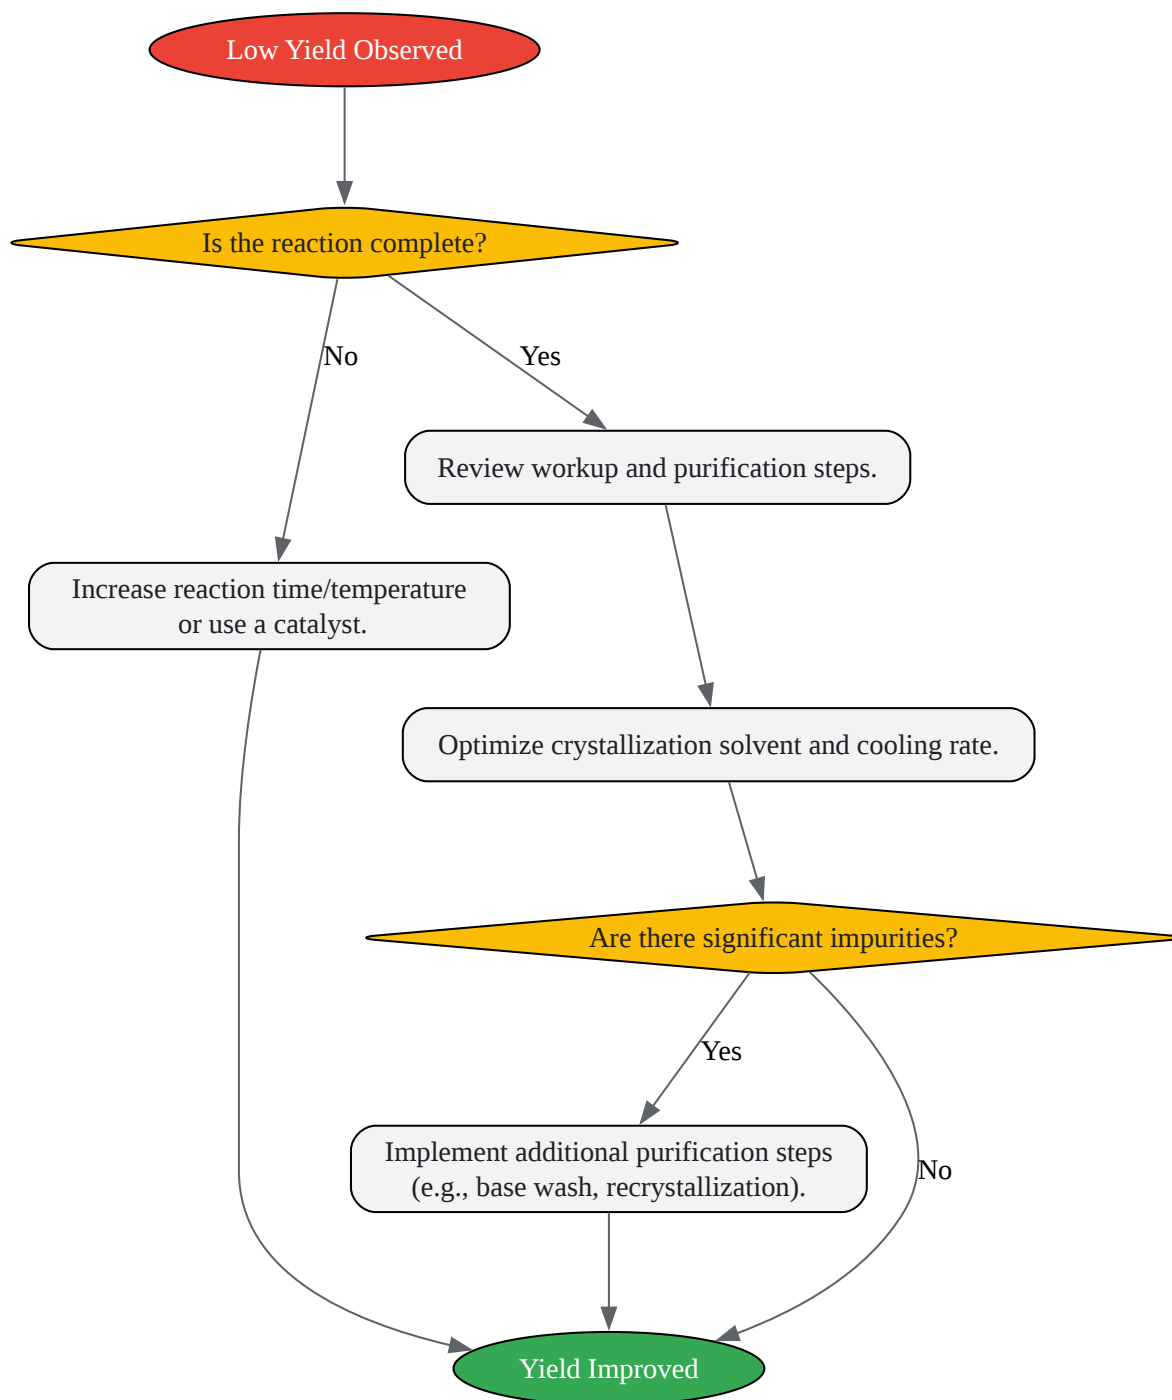 Low Yield Observed
Is the reaction complete?
No
Yes
Review workup and purification steps.
Increase reaction time/temperature
or use a catalyst.
Optimize crystallization solvent and cooling rate.
Are there significant impurities?
Yes
Implement additional purification steps
(e.g., base wash, recrystallization).
No
Yield Improved